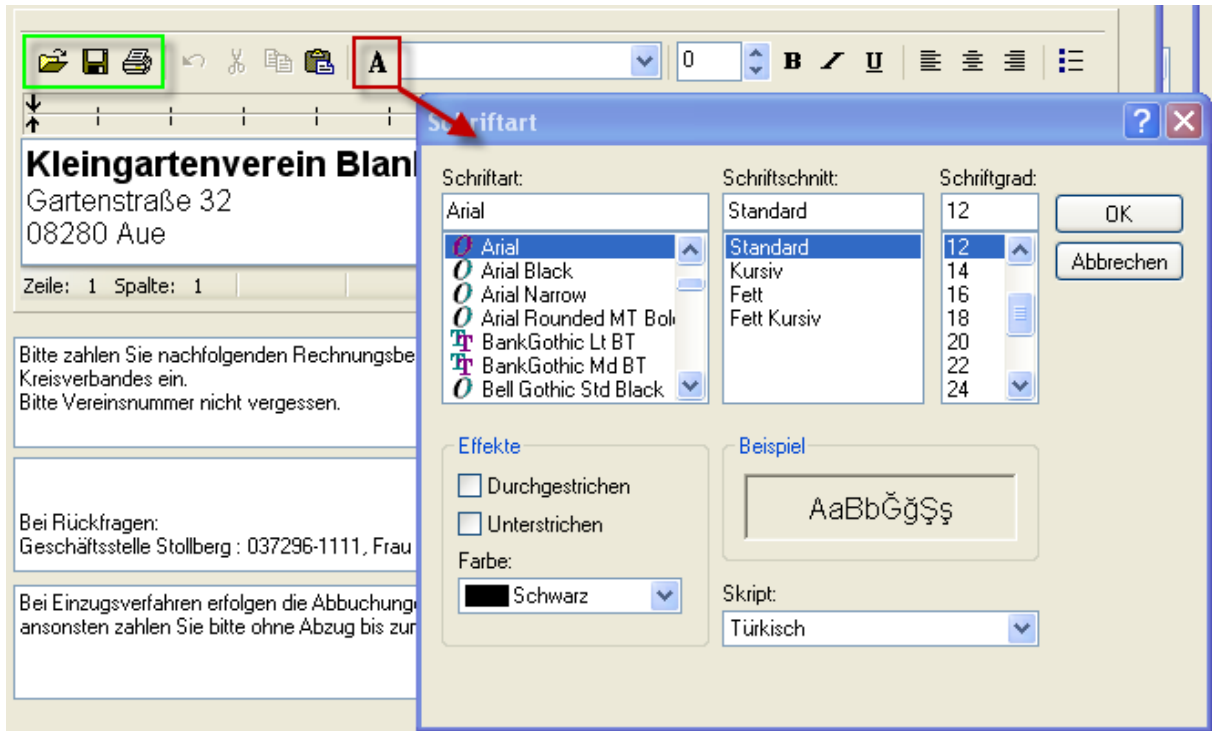 A
0
B I U
Kleingartenverein Blan
Gartenstraße 32
08280 Aue
Zeile: 1 Spalte: 1
Bitte zahlen Sie nachfolgenden Rechnungsbe
Kreisverbandes ein.
Bitte Vereinsnummer nicht vergessen.
Bei Rückfragen:
Geschäftsstelle Stollberg : 037296-1111, Frau
Bei Einzugsverfahren erfolgen die Abbuchung
ansonsten zahlen Sie bitte ohne Abzug bis zur
Schriftart
Schriftart:
Arial
Arial
Arial Black
Arial Narrow
Arial Rounded MT Bol
BankGothic Lt BT
BankGothic Md BT
Bell Gothic Std Black
Schriftschnitt:
Standard
Standard
Kursiv
Fett
Fett Kursiv
Schriftgrad:
12
12
14
16
18
20
22
24
OK
Abbrechen
Effekte
Durchgestrichen
Unterstrichen
Farbe:
Schwarz
Beispiel
AaBbĞğŞş
Skript:
Türkisch